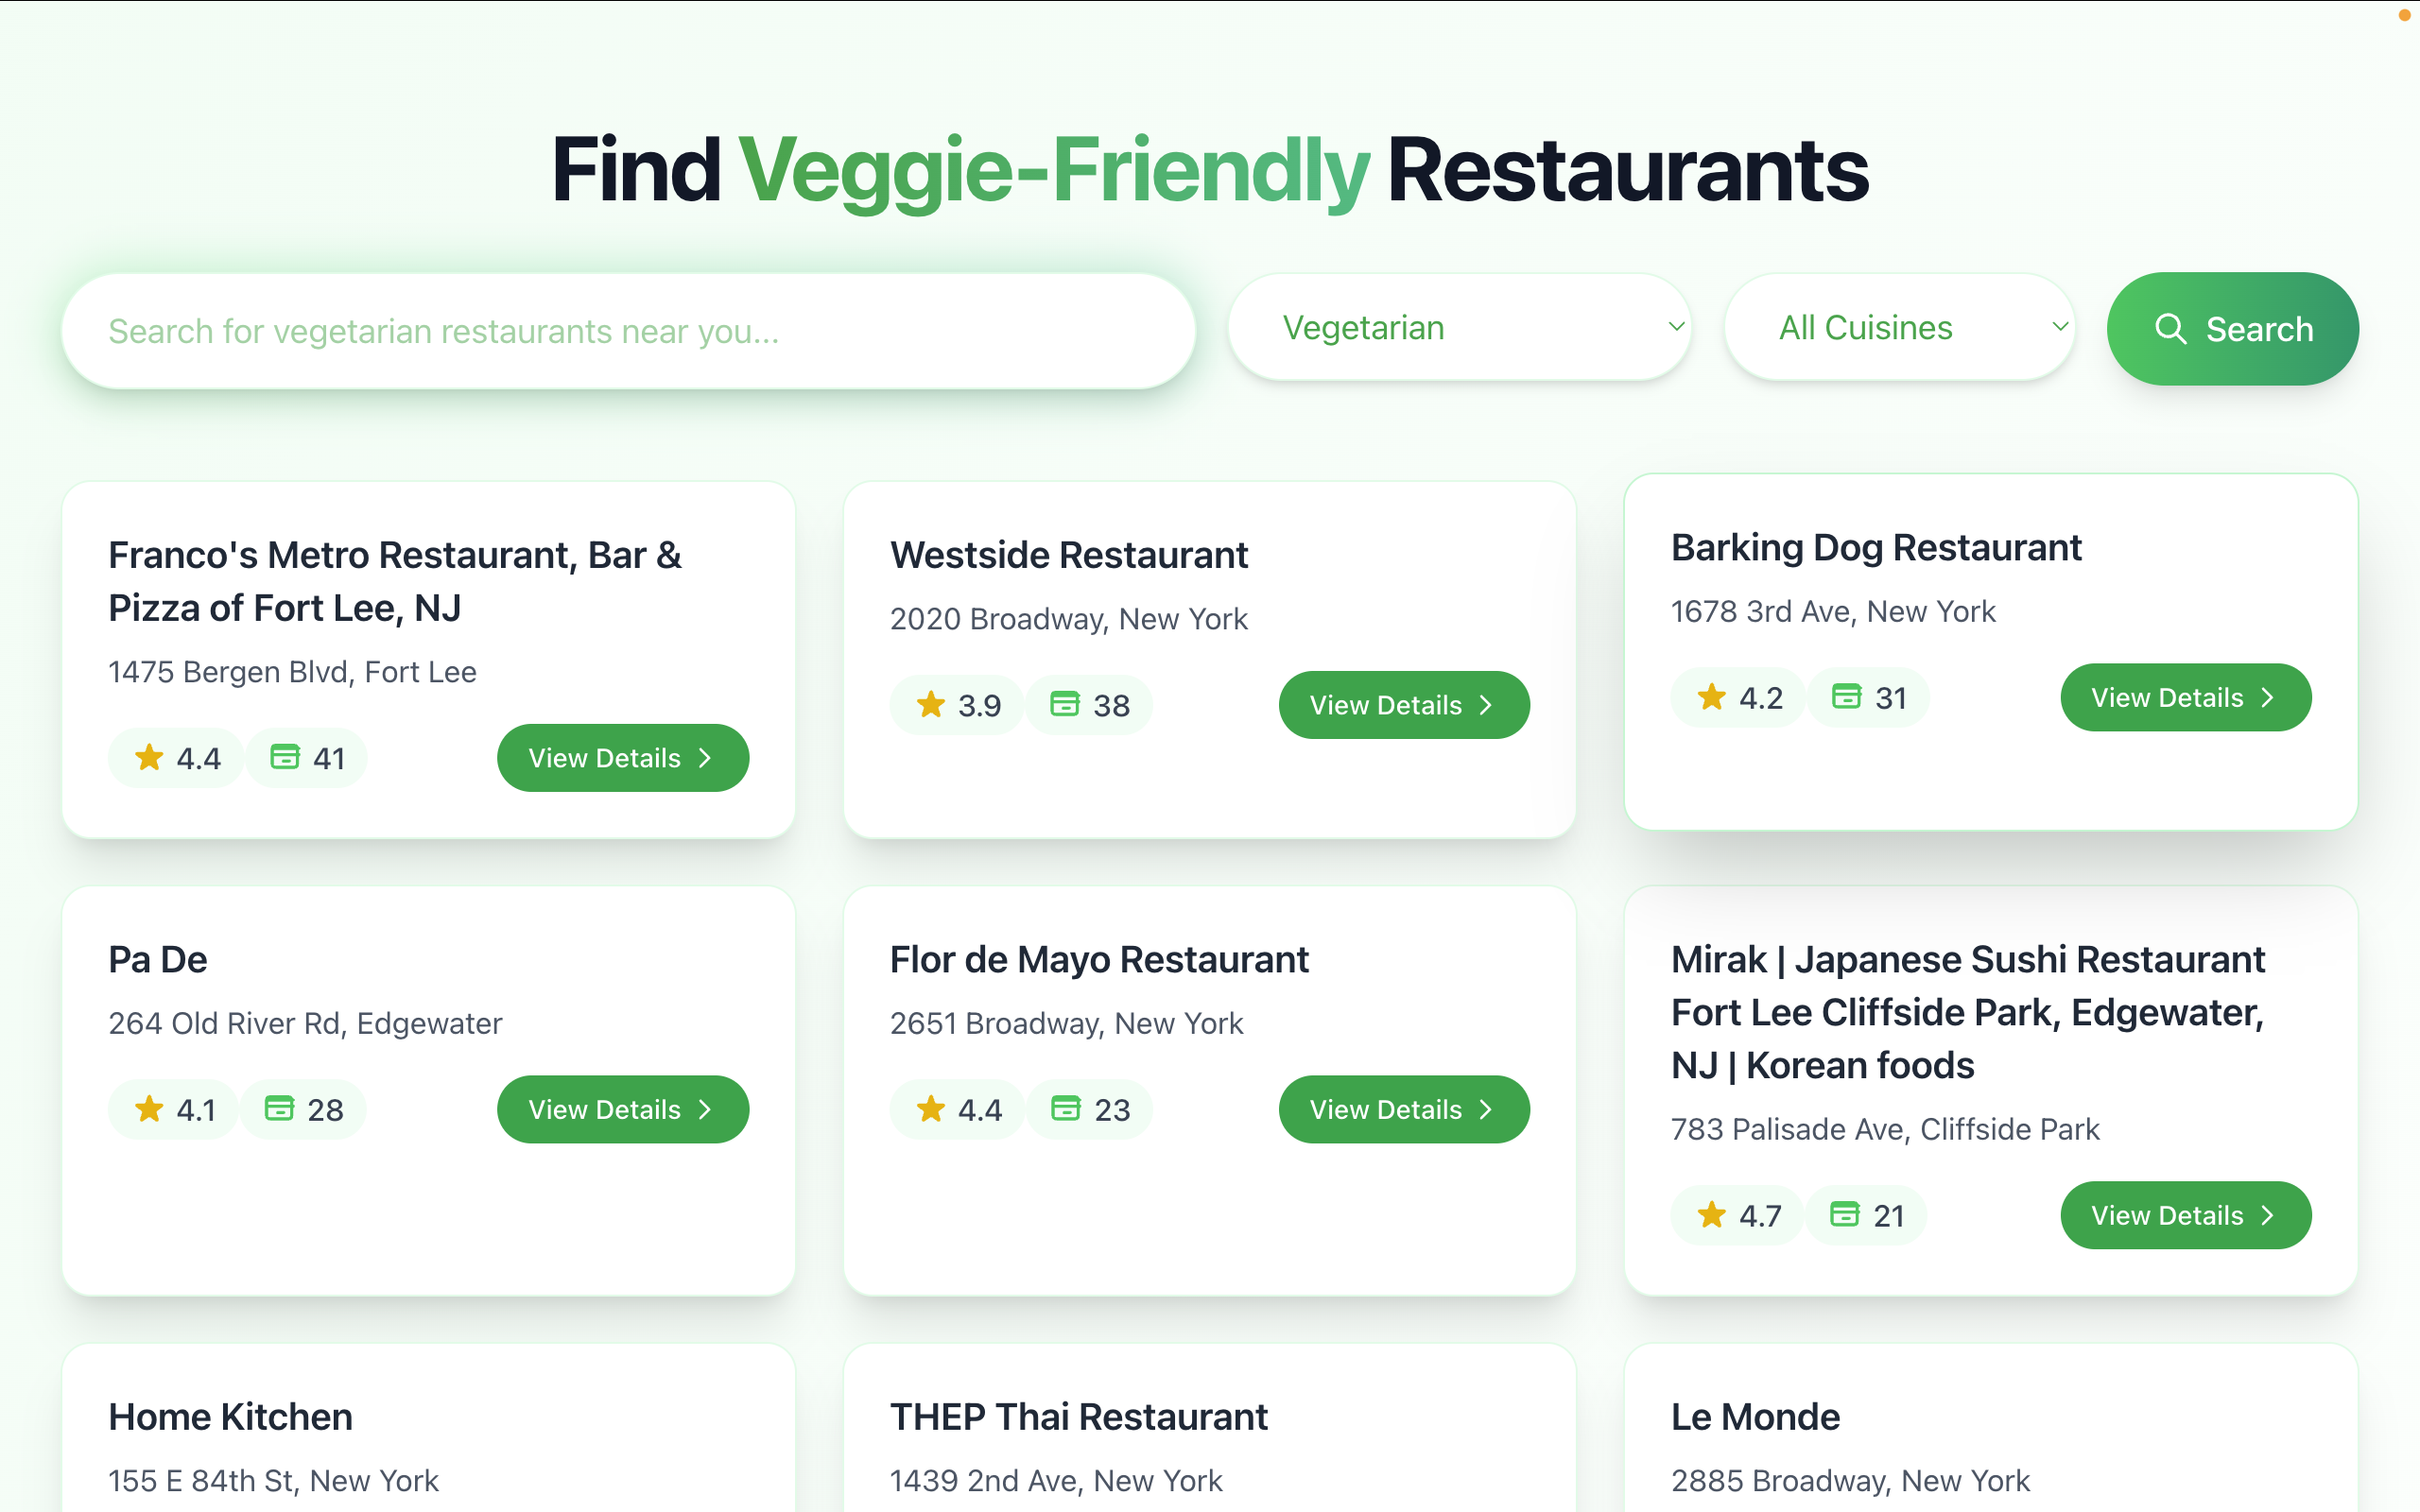 Find Veggie-Friendly Restaurants
Search for vegetarian restaurants near you...
Vegetarian
All Cuisines
Search
Franco's Metro Restaurant, Bar &
Pizza of Fort Lee, NJ
1475 Bergen Blvd, Fort Lee
4.4
41
View Details
Westside Restaurant
2020 Broadway, New York
3.9
38
View Details
Barking Dog Restaurant
1678 3rd Ave, New York
4.2
31
View Details
Pa De
264 Old River Rd, Edgewater
4.1
28
View Details
Flor de Mayo Restaurant
2651 Broadway, New York
4.4
23
View Details
Mirak | Japanese Sushi Restaurant
Fort Lee Cliffside Park, Edgewater,
NJ | Korean foods
783 Palisade Ave, Cliffside Park
4.7
21
View Details
Home Kitchen
155 E 84th St, New York
THEP Thai Restaurant
1439 2nd Ave, New York
Le Monde
2885 Broadway, New York